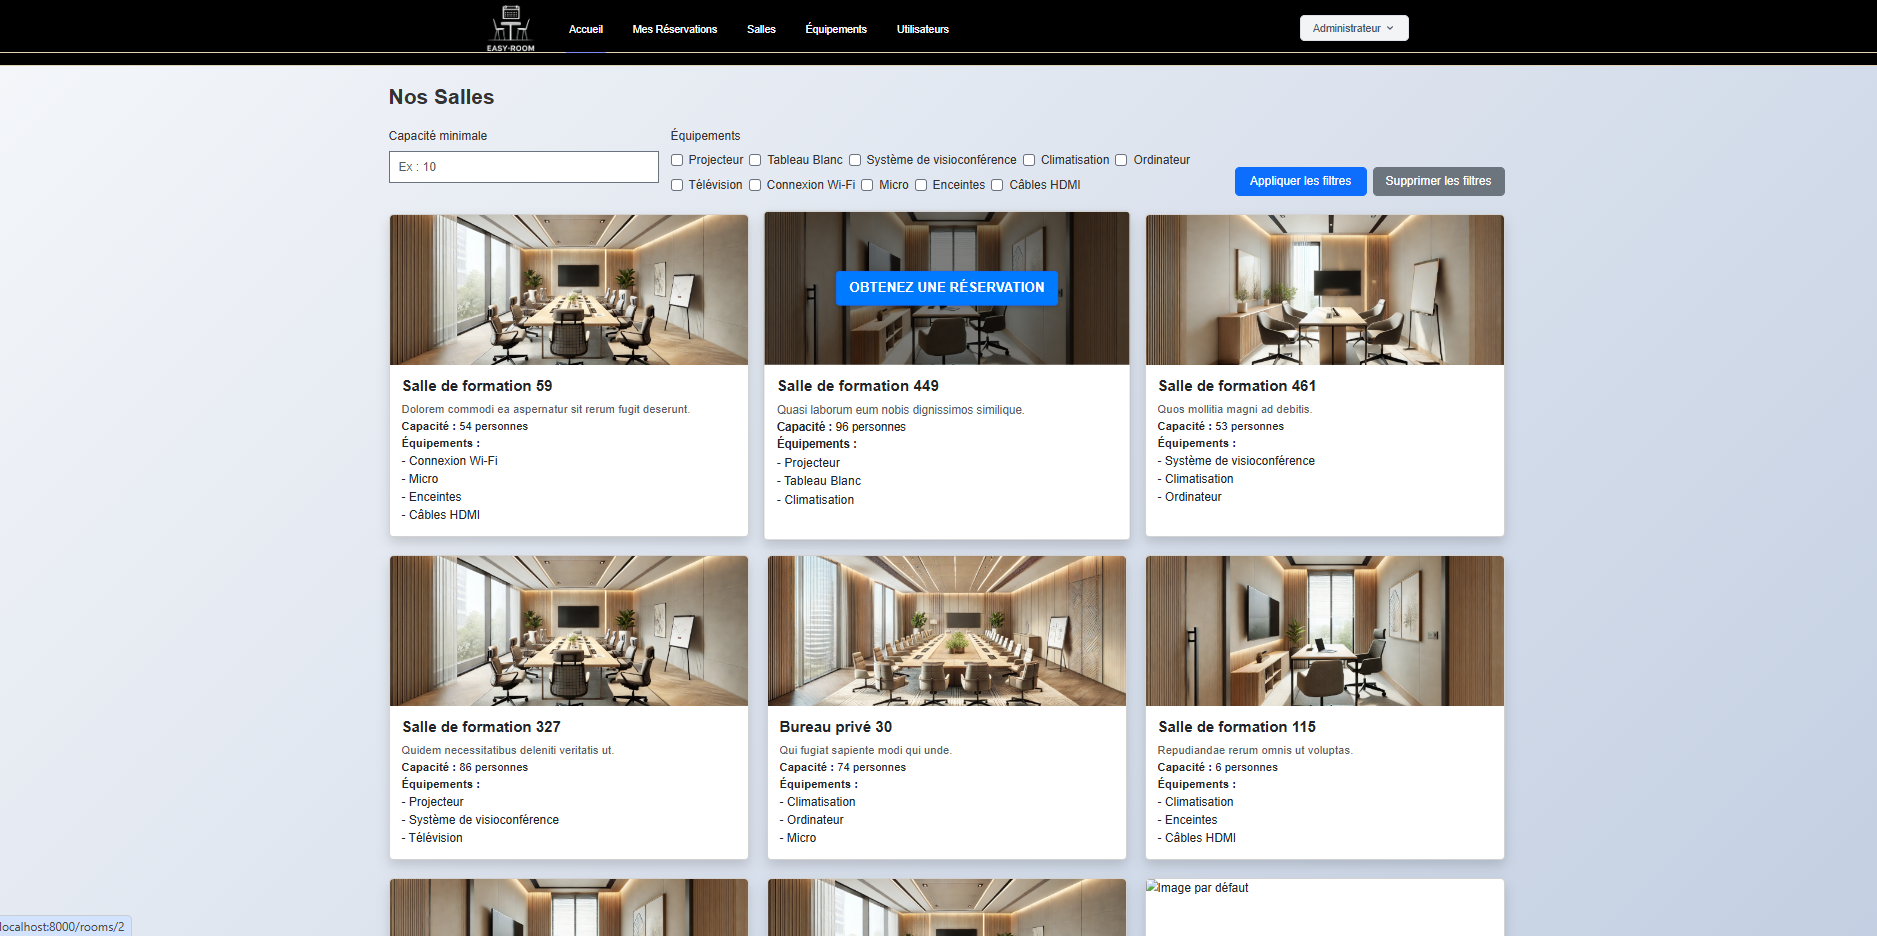 EASY-ROOM
Accueil
Mes Réservations
Salles
Équipements
Utilisateurs
Administrateur
Nos Salles
Capacité minimale
Ex : 10
Équipements
Projecteur Tableau Blanc Système de visioconférence Climatisation Ordinateur
Télévision Connexion Wi-Fi Micro Enceintes Câbles HDMI
Appliquer les filtres
Supprimer les filtres
Salle de formation 59
Dolorem commodi ea aspernatur sit rerum fugit deserunt.
Capacité : 54 personnes
Équipements :
- Connexion Wi-Fi
- Micro
- Enceintes
- Câbles HDMI
OBTENEZ UNE RÉSERVATION
Salle de formation 449
Quasi laborum eum nobis dignissimos similique.
Capacité : 96 personnes
Équipements :
- Projecteur
- Tableau Blanc
- Climatisation
Salle de formation 461
Quos mollitia magni ad debitis.
Capacité : 53 personnes
Équipements :
- Système de visioconférence
- Climatisation
- Ordinateur
Salle de formation 327
Quidem necessitatibus deleniti veritatis ut.
Capacité : 86 personnes
Équipements :
- Projecteur
- Système de visioconférence
- Télévision
Bureau privé 30
Qui fugiat sapiente modi qui unde.
Capacité : 74 personnes
Équipements :
- Climatisation
- Ordinateur
- Micro
Salle de formation 115
Repudiandae rerum omnis ut voluptas.
Capacité : 6 personnes
Équipements :
- Climatisation
- Enceintes
- Câbles HDMI
Image par défaut
localhost:8000/rooms/2